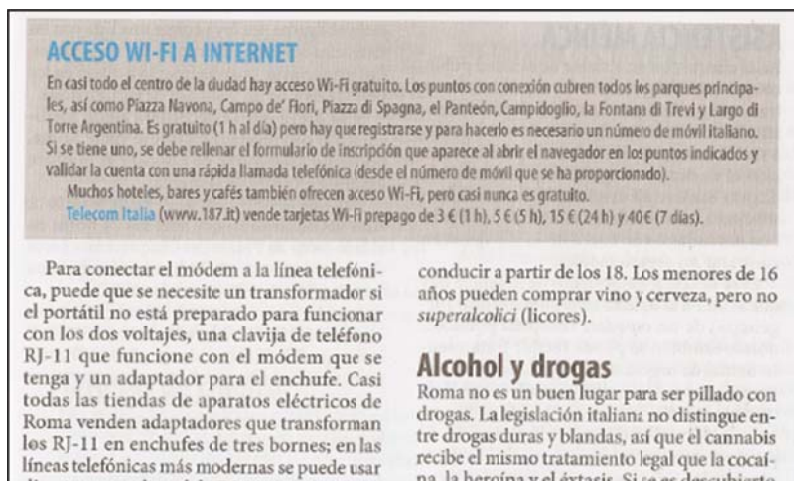 ACCESO WI-FI A INTERNET
En casi todo el centro de la ciudad hay acceso Wi-Fi gratuito. Los puntos con conexión cubren todos los parques principa-
les, así como Piazza Navona, Campo de' Fiori, Piazza di Spagna, el Panteón, Campidoglio, la Fontana di Trevi y Largo di
Torre Argentina. Es gratuito (1 h al día) pero hay que registrarse y para hacerlo es necesario un número de móvil italiano.
Si se tiene uno, se debe rellenar el formulario de inscripción que aparece al abrir el navegador en los puntos indicados y
validar la cuenta con una rápida llamada telefónica (desde el número de móvil que se ha proporcionado).
Muchos hoteles, bares y cafés también ofrecen acceso Wi-Fi, pero casi nunca es gratuito.
Telecom Italia (www.187.it) vende tarjetas Wi-Fi prepago de 3 € (1 h), 5 € (5 h), 15 € (24 h) y 40€ (7 días).
Para conectar el módem a la línea telefóni-
ca, puede que se necesite un transformador si
el portátil no está preparado para funcionar
con los dos voltajes, una clavija de teléfono
RJ-11 que funcione con el módem que se
tenga y un adaptador para el enchufe. Casi
todas las tiendas de aparatos eléctricos de
Roma venden adaptadores que transforman
los RJ-11 en enchufes de tres bornes; en las
líneas telefónicas más modernas se puede usar
conducir a partir de los 18. Los menores de 16
años pueden comprar vino y cerveza, pero no
superalcolici (licores).
Alcohol y drogas
Roma no es un buen lugar para ser pillado con
drogas. La legislación italiana no distingue en-
tre drogas duras y blandas, así que el cannabis
recibe el mismo tratamiento legal que la cocaí-
na, la heroína y el éxtasis. Si se es descubierto